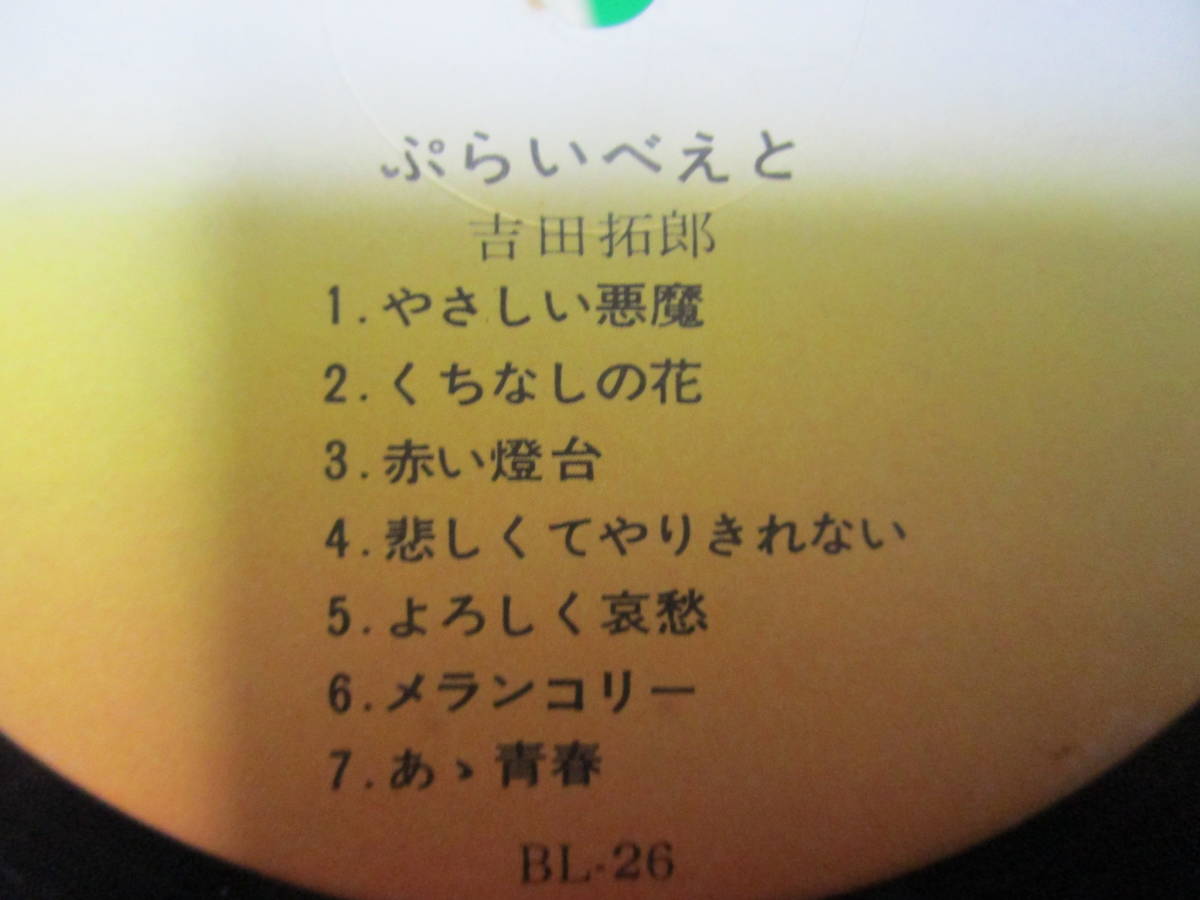 ぷらいべえと
吉田拓郎
1.やさしい悪魔
2.くちなしの花
3.赤い燈台
4.悲しくてやりきれない
5.よろしく哀愁
6.メランコリー
7.あゝ青春
BL-26